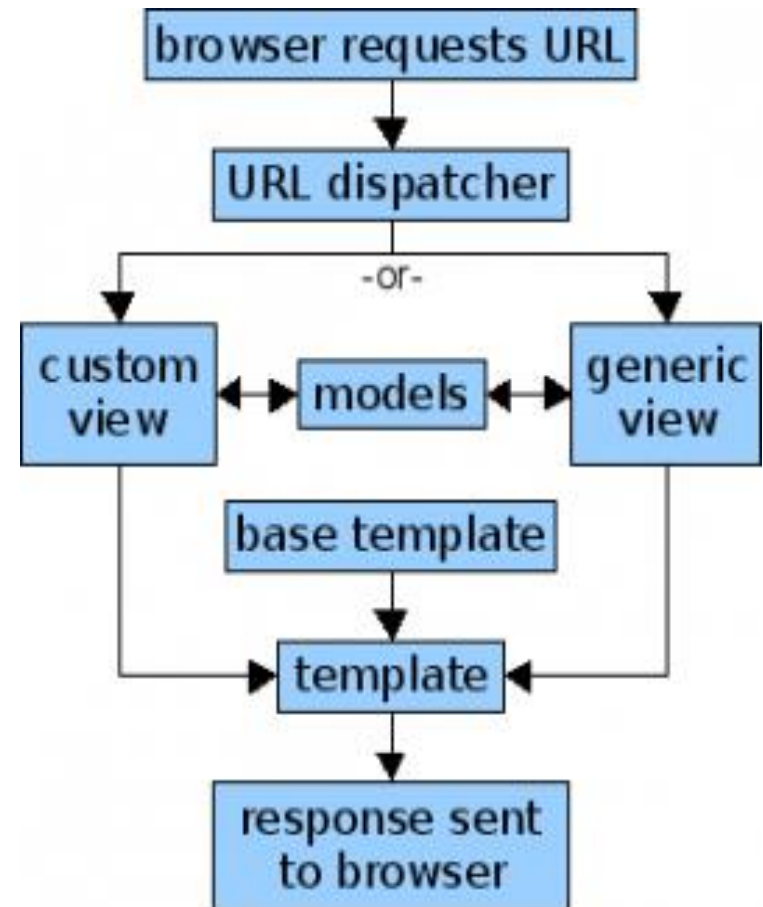 browser requests URL
URL dispatcher
-or-
custom
view
models
generic
view
base template
template
response sent
to browser